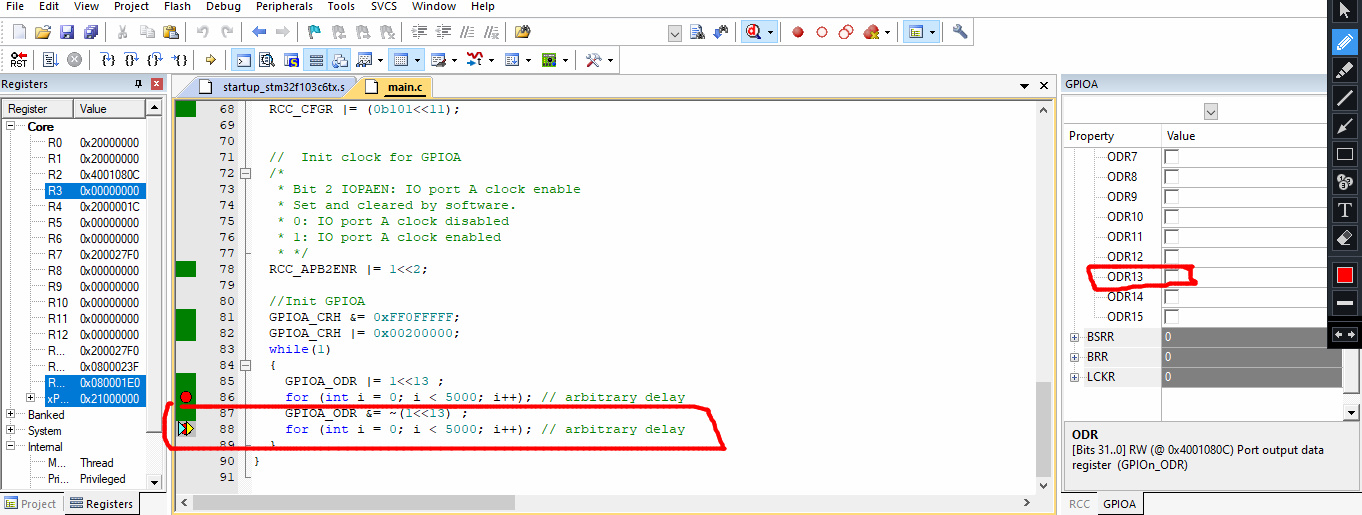 File Edit View Project Flash Debug Peripherals Tools SVCS Window Help
Registers
Register Value
Core
R0 0x20000000
R1 0x20000000
R2 0x4001080C
R3 0x00000000
R4 0x2000001C
R5 0x00000000
R6 0x00000000
R7 0x200027F0
R8 0x00000000
R9 0x00000000
R10 0x00000000
R11 0x00000000
R12 0x00000000
R... 0x200027F0
R... 0x0800023F
R... 0x080001E0
xP... 0x21000000
Banked
System
Internal
M... Thread
Pri... Privileged
Project Registers
startup_stm32f103c6tx.s main.c
68 RCC_CFGR |= (0b101<<11);
69
70
71 // Init clock for GPIOA
72 /*
73 * Bit 2 IOPAEN: IO port A clock enable
74 * Set and cleared by software.
75 * 0: IO port A clock disabled
76 * 1: IO port A clock enabled
77 * */
78 RCC_APB2ENR |= 1<<2;
79
80 //Init GPIOA
81 GPIOA_CRH &= 0xFF0FFFFF;
82 GPIOA_CRH |= 0x00200000;
83 while(1)
84 {
85 GPIOA_ODR |= 1<<13 ;
86 for (int i = 0; i < 5000; i++); // arbitrary delay
87 GPIOA_ODR &= ~(1<<13) ;
88 for (int i = 0; i < 5000; i++); // arbitrary delay
89 }
90 }
91
GPIOA
Property Value
ODR7
ODR8
ODR9
ODR10
ODR11
ODR12
ODR13
ODR14
ODR15
BSRR 0
BRR 0
LCKR 0
ODR
[Bits 31..0] RW (@ 0x4001080C) Port output data
register (GPIOn_ODR)
RCC GPIOA